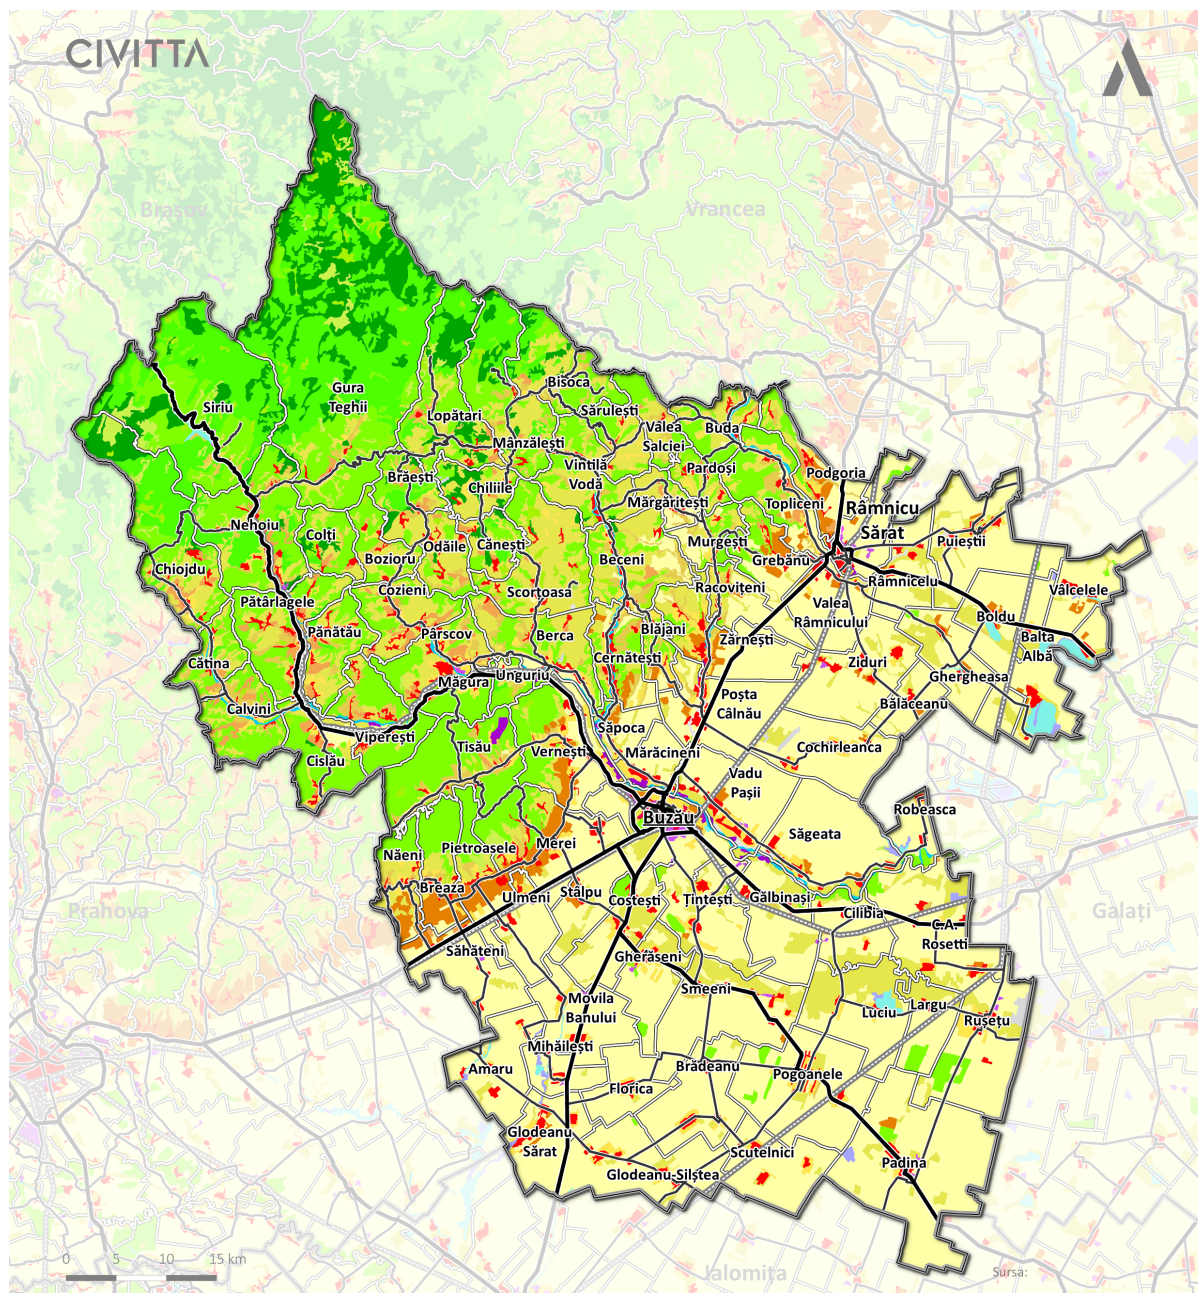 CIVITTA
Brașov
Vrancea
Siriu
Gura
Teghii
Bisoca
Lopătari
Sărulești
Valea
Salciei
Buda
Mânzălești
Vintilă
Vodă
Pardoși
Podgoria
Brăești
Chiliile
Mărgăritești
Topliceni
Râmnicu
Sărat
Nehoiu
Colți
Odăile
Cănești
Murgești
Puieștii
Chiojdu
Bozioru
Beceni
Grebănu
Cozieni
Scorțoasa
Racovițeni
Râmnicelu
Vâlcelele
Pătârlagele
Valea
Râmnicului
Boldu
Pănătău
Pârscov
Berca
Blăjani
Zărnești
Balta
Albă
Cătina
Cernătești
Ziduri
Măgura
Unguriu
Ghergheasa
Calvini
Poșta
Câlnău
Bălăceanu
Săpoca
Viperești
Tisău
Vernești
Mărăcineni
Cochirleanca
Cislău
Vadu
Pașii
Robeasca
Buzău
Săgeata
Năeni
Pietroasele
Merei
Breaza
Ulmeni
Stâlpu
Costești
Țintești
Gălbinași
Cilibia
Prahova
Galați
C.A.
Rosetti
Săhăteni
Gherăseni
Smeeni
Movila
Banului
Luciu
Largu
Rușețu
Mihăilești
Amaru
Florica
Brădeanu
Pogoanele
Glodeanu
Sărat
Scutelnici
Padina
Glodeanu-Siliștea
Ialomița
0 5 10 15 km
Sursa: